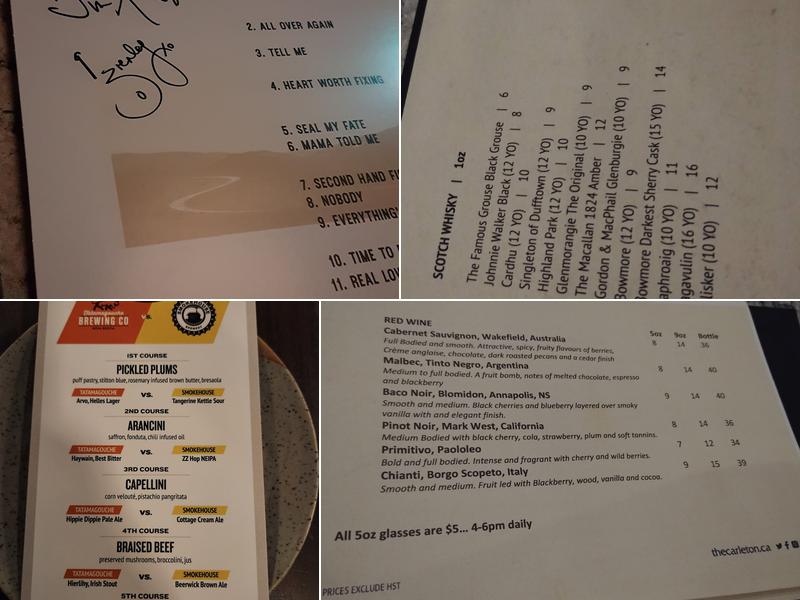 2. ALL OVER AGAIN
3. TELL ME
4. HEART WORTH FIXING
5. SEAL MY FATE
6. MAMA TOLD ME
7. SECOND HAND
8. NOBODY
9. EVERYTHING
10. TIME TO
11. REAL
SCOTCH WHISKY | 1oz
The Famous Grouse Black Grouse | 6
Johnnie Walker Black (12 YO) | 8
Cardhu (12 YO) | 10
Singleton of Dufftown (12 YO) | 9
Highland Park (12 YO) | 10
Glenmorangie The Original (10 YO) | 9
The Macallan 1824 Amber | 12
Gordon & MacPhail Glenburgie (10 YO) | 9
Bowmore (12 YO) | 9
Bowmore Darkest Sherry Cask (15 YO) | 14
aphroaig (10 YO) | 11
gavulin (16 YO) | 16
lisker (10 YO) | 12
Tatamagouche
BREWING CO
VS.
SMOKEHOUSE
1ST COURSE
PICKLED PLUMS
puff pastry, stilton blue, rosemary infused brown butter, bresaola
TATAMAGOUCHE VS. SMOKEHOUSE
Arvo, Helles Lager Tangerine Kettle Sour
2ND COURSE
ARANCINI
saffron, fonduta, chili infused oil
TATAMAGOUCHE VS. SMOKEHOUSE
Haywain, Best Bitter ZZ Hop NEIPA
3RD COURSE
CAPELLINI
corn velouté, pistachio pangritata
TATAMAGOUCHE VS. SMOKEHOUSE
Hippie Dippie Pale Ale Cottage Cream Ale
4TH COURSE
BRAISED BEEF
preserved mushrooms, broccolini, jus
TATAMAGOUCHE VS. SMOKEHOUSE
Hierlihy, Irish Stout Beerwick Brown Ale
5TH COURSE
RED WINE 5oz 9oz Bottle
Cabernet Sauvignon, Wakefield, Australia 8 14 36
Full Bodied and smooth. Attractive, spicy, fruity flavours of berries,
Crème anglaise, chocolate, dark roasted pecans and a cedar finish
Malbec, Tinto Negro, Argentina 8 14 40
Medium to full bodied. A fruit bomb, notes of melted chocolate, espresso
and blackberry
Baco Noir, Blomidon, Annapolis, NS 9 14 40
Smooth and medium. Black cherries and blueberry layered over smoky
vanilla with and elegant finish.
Pinot Noir, Mark West, California 8 14 36
Medium Bodied with black cherry, cola, strawberry, plum and soft tannins.
Primitivo, Paololeo 7 12 34
Bold and full bodied. Intense and fragrant with cherry and wild berries.
Chianti, Borgo Scopeto, Italy 9 15 39
Smooth and medium. Fruit led with Blackberry, wood, vanilla and cocoa.
All 5oz glasses are $5... 4-6pm daily
thecarleton.ca
PRICES EXCLUDE HST